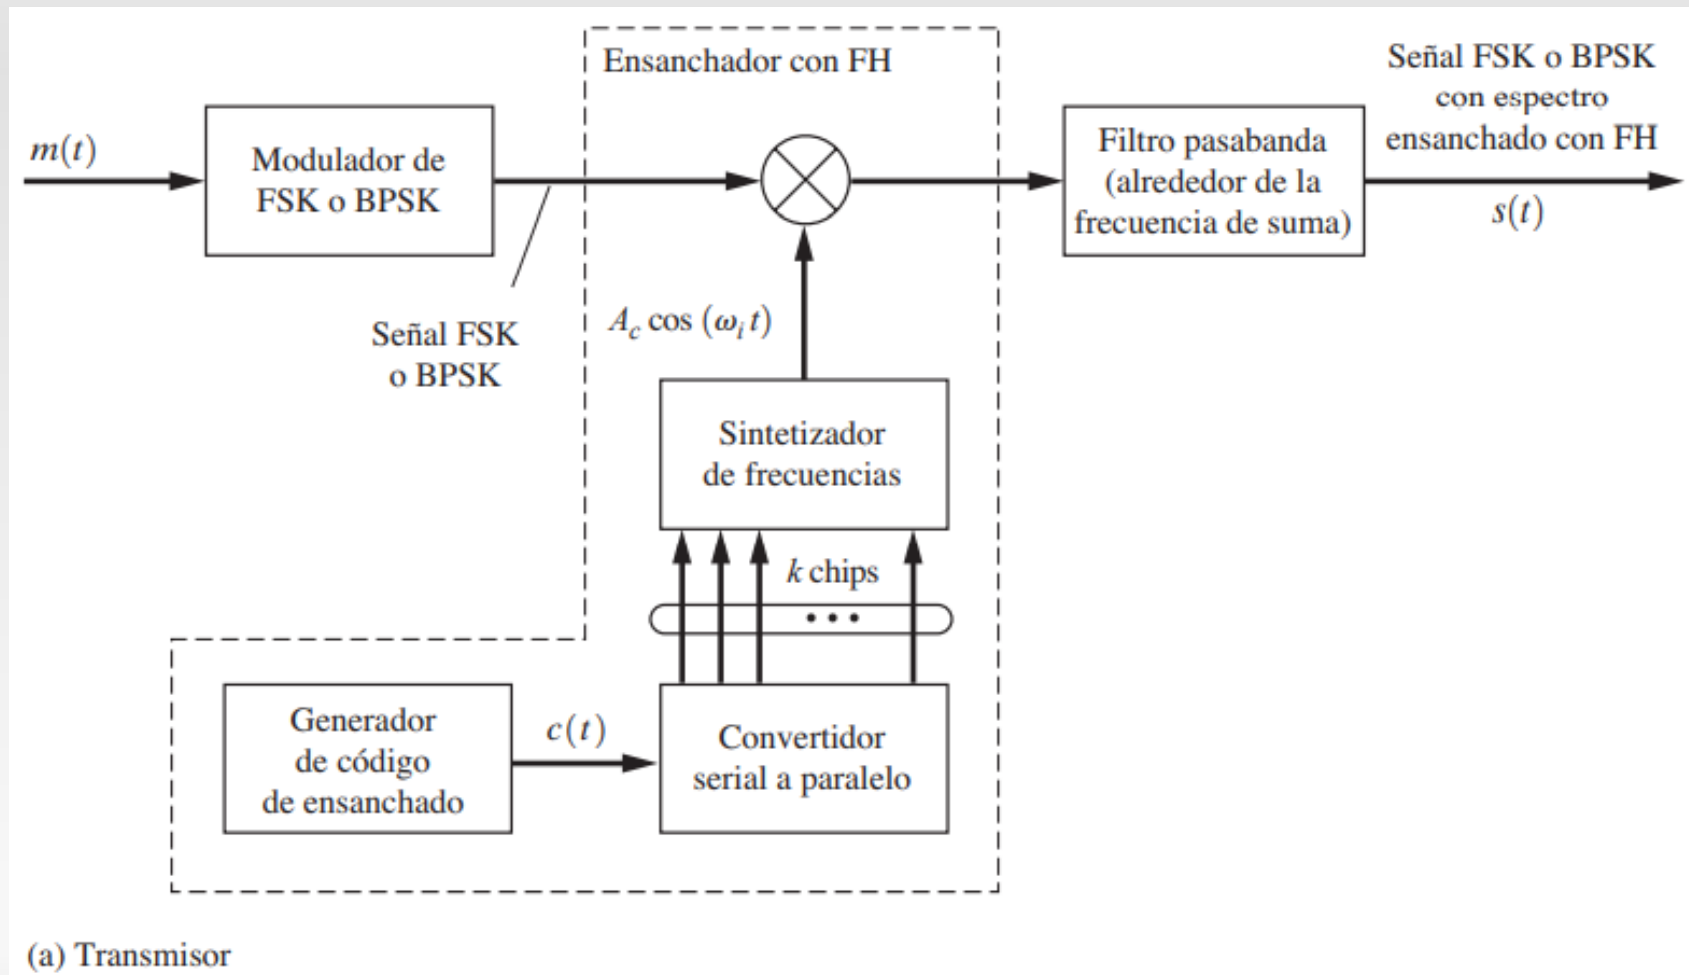 Ensanchador con FH
Señal FSK o BPSK
con espectro
ensanchado con FH
m(t)
Modulador de
FSK o BPSK
Filtro pasabanda
(alrededor de la
frecuencia de suma)
s(t)
Señal FSK
o BPSK
A_c cos (ω_i t)
Sintetizador
de frecuencias
k chips
• • •
Generador
de código
de ensanchado
c(t)
Convertidor
serial a paralelo
(a) Transmisor